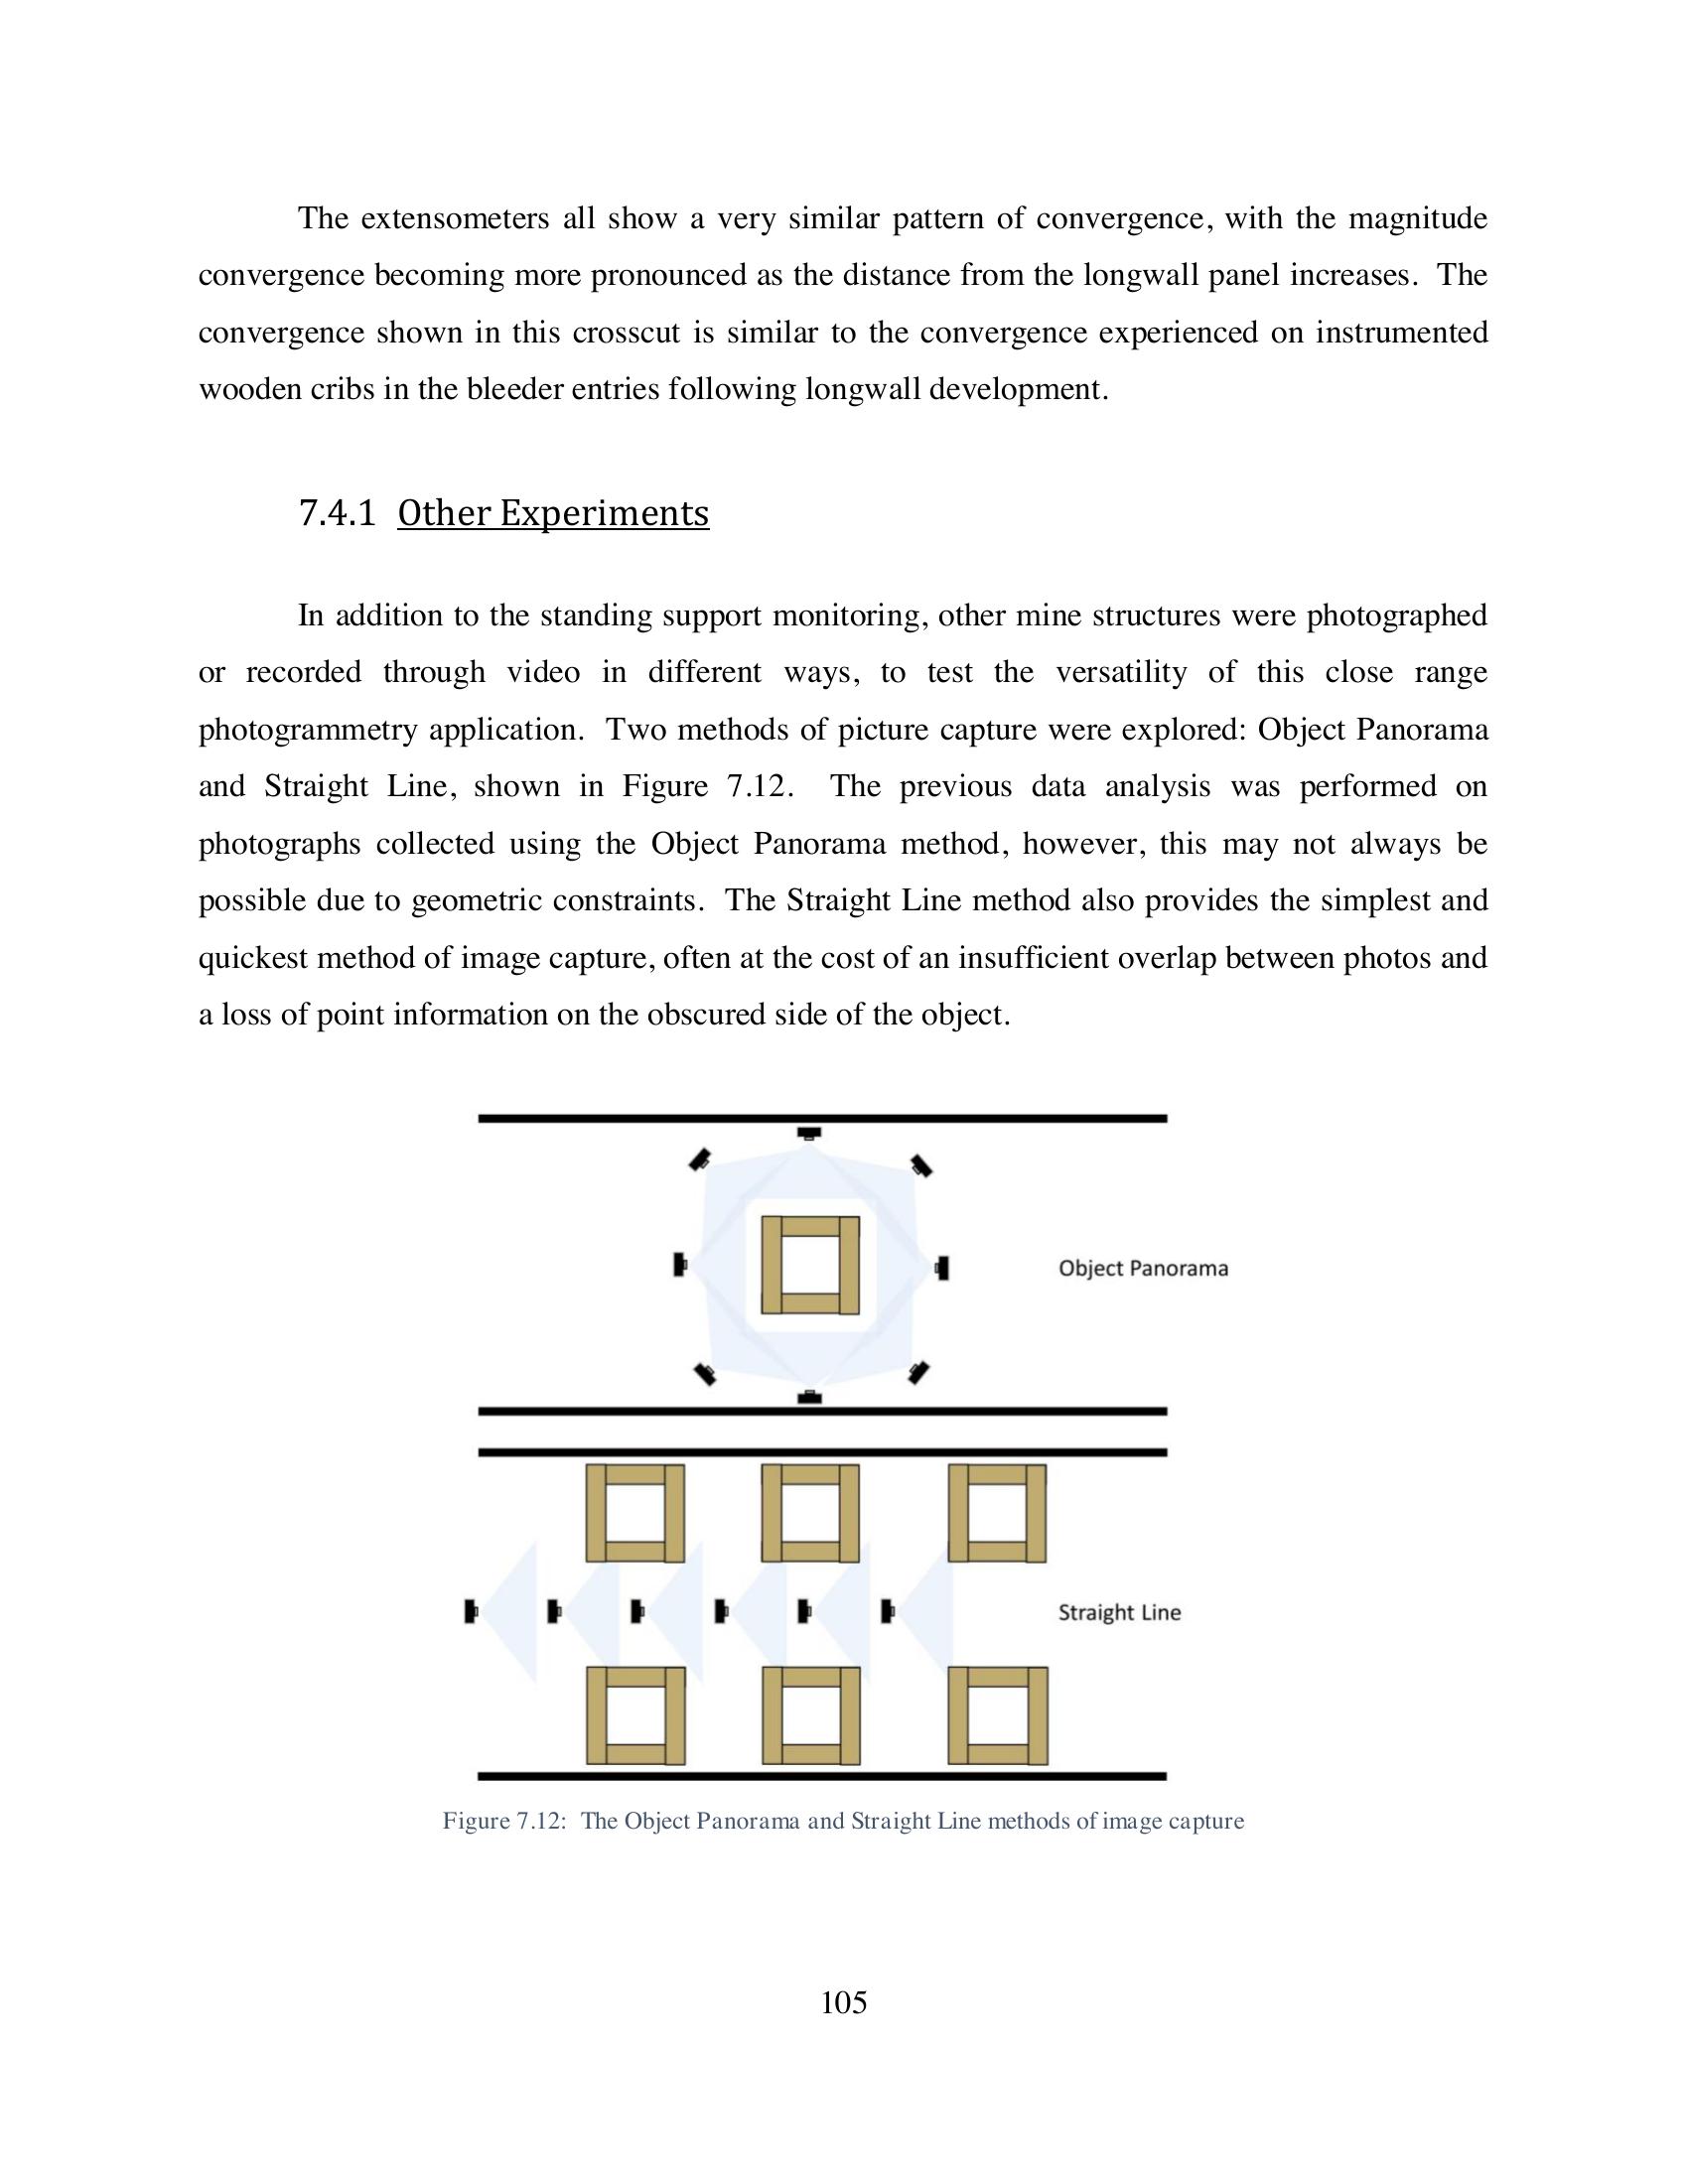 The extensometers all show a very similar pattern of convergence, with the magnitude
convergence becoming more pronounced as the distance from the longwall panel increases. The
convergence shown in this crosscut is similar to the convergence experienced on instrumented
wooden cribs in the bleeder entries following longwall development.
7.4.1 Other Experiments
In addition to the standing support monitoring, other mine structures were photographed
or recorded through video in different ways, to test the versatility of this close range
photogrammetry application. Two methods of picture capture were explored: Object Panorama
and Straight Line, shown in Figure 7.12. The previous data analysis was performed on
photographs collected using the Object Panorama method, however, this may not always be
possible due to geometric constraints. The Straight Line method also provides the simplest and
quickest method of image capture, often at the cost of an insufficient overlap between photos and
a loss of point information on the obscured side of the object.
Object Panorama
Straight Line
Figure 7.12: The Object Panorama and Straight Line methods of image capture
105